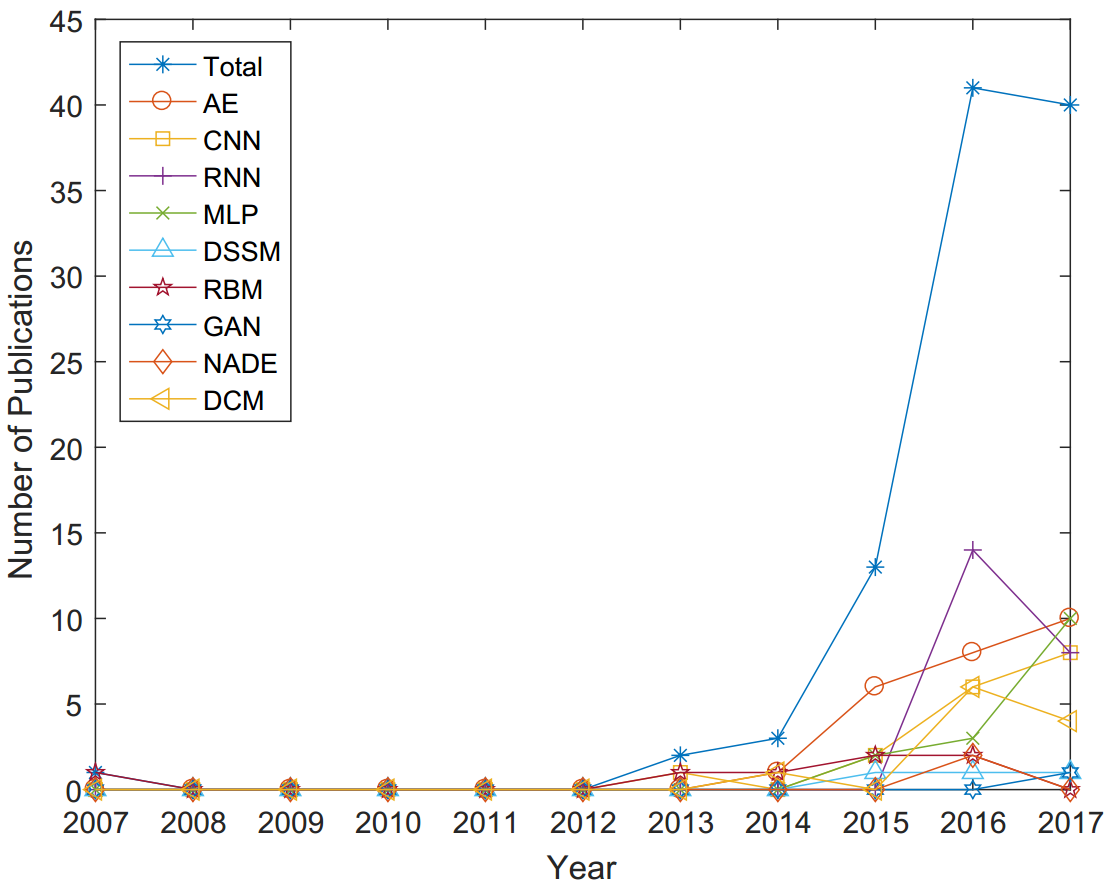 45
40
35
30
25
20
15
10
5
0
Number of Publications
Total
AE
CNN
RNN
MLP
DSSM
RBM
GAN
NADE
DCM
2007 2008 2009 2010 2011 2012 2013 2014 2015 2016 2017
Year